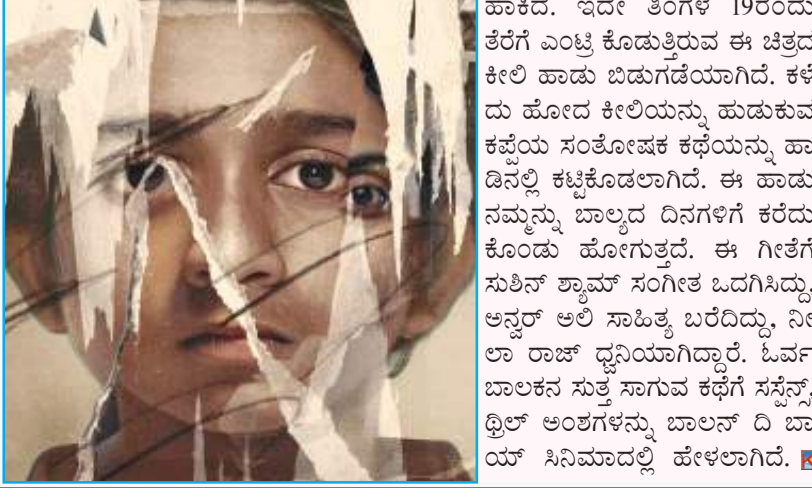 ಹಾಕಿದೆ. ಇದೇ ತಿಂಗಳ 19ರಂದು
ತೆರೆಗೆ ಎಂಟ್ರಿ ಕೊಡುತ್ತಿರುವ ಈ ಚಿತ್ರದ
ಕೀಲಿ ಹಾಡು ಬಿಡುಗಡೆಯಾಗಿದೆ. ಕಳೆ
ದು ಹೋದ ಕೀಲಿಯನ್ನು ಹುಡುಕುವ
ಕಪ್ಪೆಯ ಸಂತೋಷಕ ಕಥೆಯನ್ನು ಹಾ
ಡಿನಲ್ಲಿ ಕಟ್ಟಿಕೊಡಲಾಗಿದೆ. ಈ ಹಾಡು
ನಮ್ಮನ್ನು ಬಾಲ್ಯದ ದಿನಗಳಿಗೆ ಕರೆದು
ಕೊಂಡು ಹೋಗುತ್ತದೆ. ಈ ಗೀತೆಗೆ
ಸುಶಿನ್ ಶ್ಯಾಮ್ ಸಂಗೀತ ಒದಗಿಸಿದ್ದು,
ಅನ್ವರ್ ಅಲಿ ಸಾಹಿತ್ಯ ಬರೆದಿದ್ದು, ನೀ
ಲಾ ರಾಜ್ ಧ್ವನಿಯಾಗಿದ್ದಾರೆ. ಓರ್ವ
ಬಾಲಕನ ಸುತ್ತ ಸಾಗುವ ಕಥೆಗೆ ಸಸ್ಪೆನ್ಸ್,
ಥ್ರಿಲ್ ಅಂಶಗಳನ್ನು ಬಾಲನ್ ದಿ ಬಾ
ಯ್ ಸಿನಿಮಾದಲ್ಲಿ ಹೇಳಲಾಗಿದೆ.